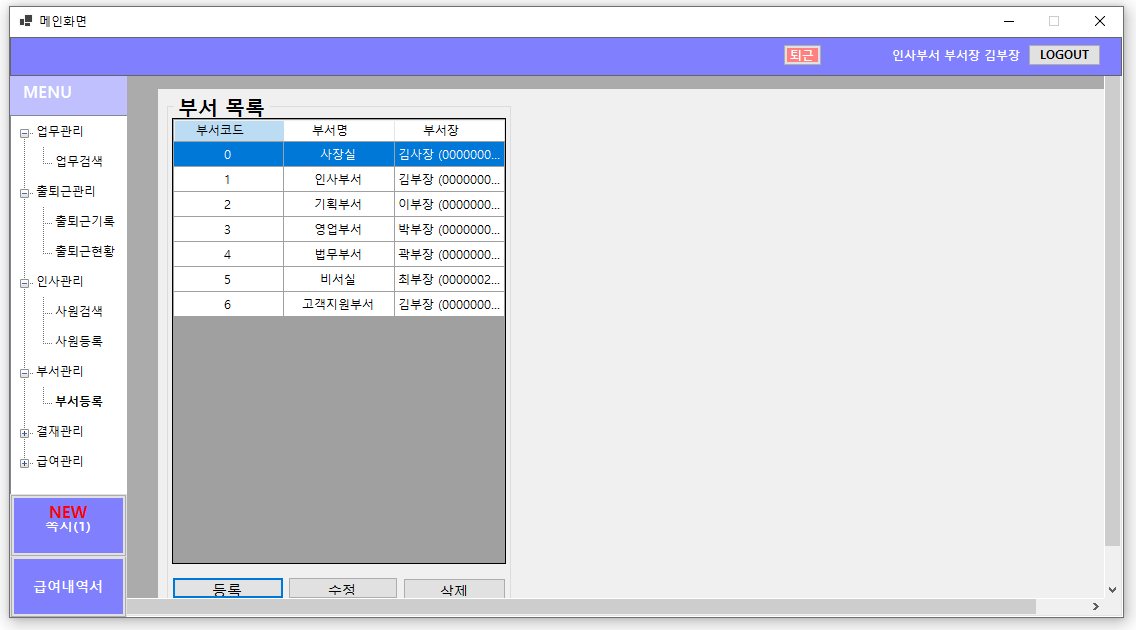 메인화면
퇴근
인사부서 부서장 김부장
LOGOUT
MENU
업무관리
업무검색
출퇴근관리
출퇴근기록
출퇴근현황
인사관리
사원검색
사원등록
부서관리
부서등록
결재관리
급여관리
NEW
쪽지(1)
급여내역서
부서 목록
부서코드 부서명 부서장
0 사장실 김사장 (0000000...
1 인사부서 김부장 (0000000...
2 기획부서 이부장 (0000000...
3 영업부서 박부장 (0000000...
4 법무부서 곽부장 (0000000...
5 비서실 최부장 (0000002...
6 고객지원부서 김부장 (0000000...
등록 수정 삭제